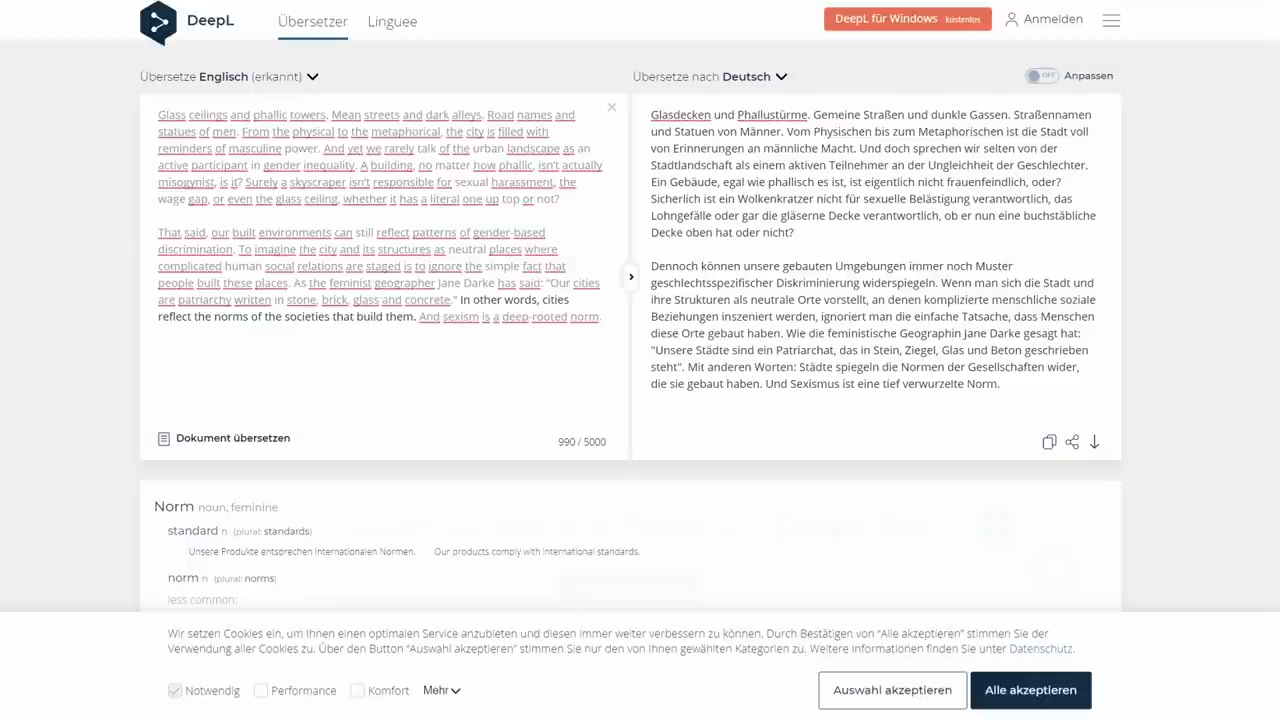 DeepL
Übersetzer
Linguee
DeepL für Windows kostenlos
Anmelden
Übersetze Englisch (erkannt)
Übersetze nach Deutsch
OFF
Anpassen
Glass ceilings and phallic towers. Mean streets and dark alleys. Road names and
statues of men. From the physical to the metaphorical, the city is filled with
reminders of masculine power. And yet we rarely talk of the urban landscape as an
active participant in gender inequality. A building, no matter how phallic, isn't actually
misogynist, is it? Surely a skyscraper isn't responsible for sexual harassment, the
wage gap, or even the glass ceiling, whether it has a literal one up top or not?
That said, our built environments can still reflect patterns of gender-based
discrimination. To imagine the city and its structures as neutral places where
complicated human social relations are staged is to ignore the simple fact that
people built these places. As the feminist geographer Jane Darke has said: "Our cities
are patriarchy written in stone, brick, glass and concrete." In other words, cities
reflect the norms of the societies that build them. And sexism is a deep-rooted norm.
Dokument übersetzen
990 / 5000
Glasdecken und Phallustürme. Gemeine Straßen und dunkle Gassen. Straßennamen
und Statuen von Männer. Vom Physischen bis zum Metaphorischen ist die Stadt voll
von Erinnerungen an männliche Macht. Und doch sprechen wir selten von der
Stadtlandschaft als einem aktiven Teilnehmer an der Ungleichheit der Geschlechter.
Ein Gebäude, egal wie phallisch es ist, ist eigentlich nicht frauenfeindlich, oder?
Sicherlich ist ein Wolkenkratzer nicht für sexuelle Belästigung verantwortlich, das
Lohngefälle oder gar die gläserne Decke verantwortlich, ob er nun eine buchstäbliche
Decke oben hat oder nicht?
Dennoch können unsere gebauten Umgebungen immer noch Muster
geschlechtsspezifischer Diskriminierung widerspiegeln. Wenn man sich die Stadt und
ihre Strukturen als neutrale Orte vorstellt, an denen komplizierte menschliche soziale
Beziehungen inszeniert werden, ignoriert man die einfache Tatsache, dass Menschen
diese Orte gebaut haben. Wie die feministische Geographin Jane Darke gesagt hat:
"Unsere Städte sind ein Patriarchat, das in Stein, Ziegel, Glas und Beton geschrieben
steht". Mit anderen Worten: Städte spiegeln die Normen der Gesellschaften wider,
die sie gebaut haben. Und Sexismus ist eine tief verwurzelte Norm.
Norm noun, feminine
standard n (plural: standards)
Unsere Produkte entsprechen internationalen Normen. Our products comply with international standards.
norm n (plural: norms)
less common:
Wir setzen Cookies ein, um Ihnen einen optimalen Service anzubieten und diesen immer weiter verbessern zu können. Durch Bestätigen von "Alle akzeptieren" stimmen Sie der
Verwendung aller Cookies zu. Über den Button "Auswahl akzeptieren" stimmen Sie nur den von Ihnen gewählten Kategorien zu. Weitere Informationen finden Sie unter Datenschutz.
Notwendig
Performance
Komfort
Mehr
Auswahl akzeptieren
Alle akzeptieren